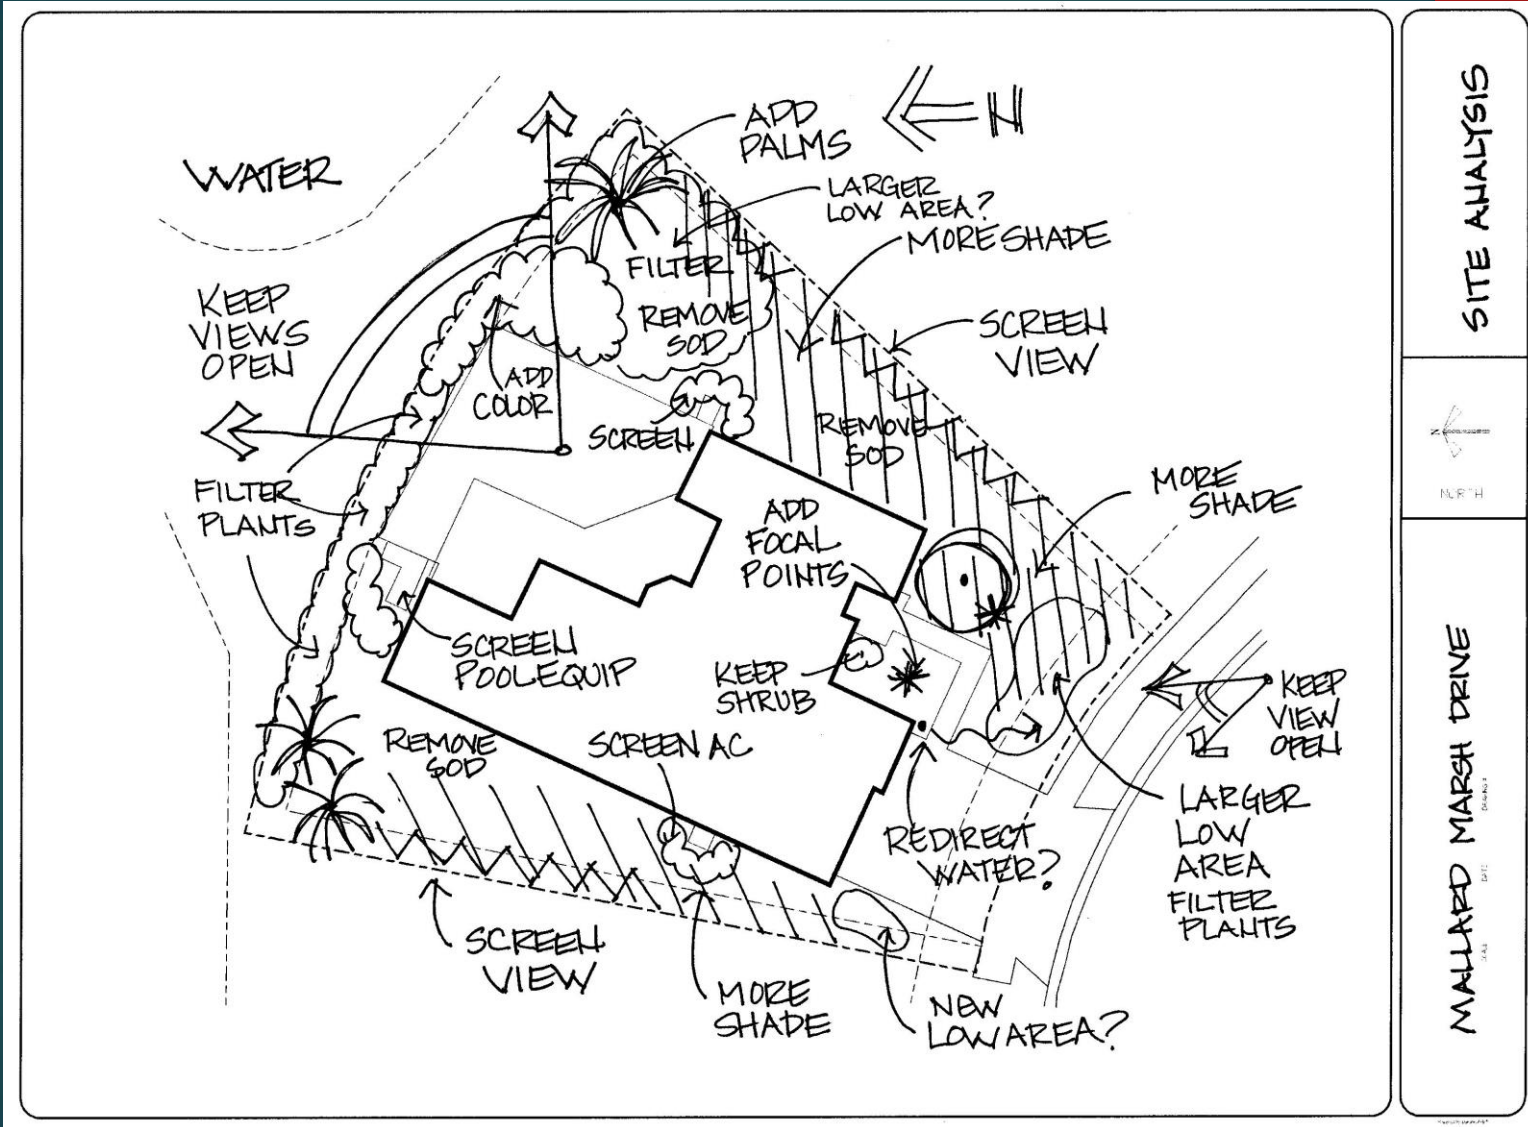 WATER
ADD
PALMS
N
LARGER
LOW AREA?
MORE SHADE
FILTER
KEEP
VIEWS
OPEN
REMOVE
SOD
SCREEN
VIEW
ADD
COLOR
SCREEN
REMOVE
SOD
FILTER
PLANTS
MORE
SHADE
ADD
FOCAL
POINTS
SCREEN
POOL EQUIP
KEEP
SHRUB
KEEP
VIEW
OPEN
REMOVE
SOD
SCREEN AC
LARGER
LOW
AREA
FILTER
PLANTS
REDIRECT
WATER?
SCREEN
VIEW
MORE
SHADE
NEW
LOW AREA?
SITE ANALYSIS
N
NORTH
MALLARD MARSH DRIVE